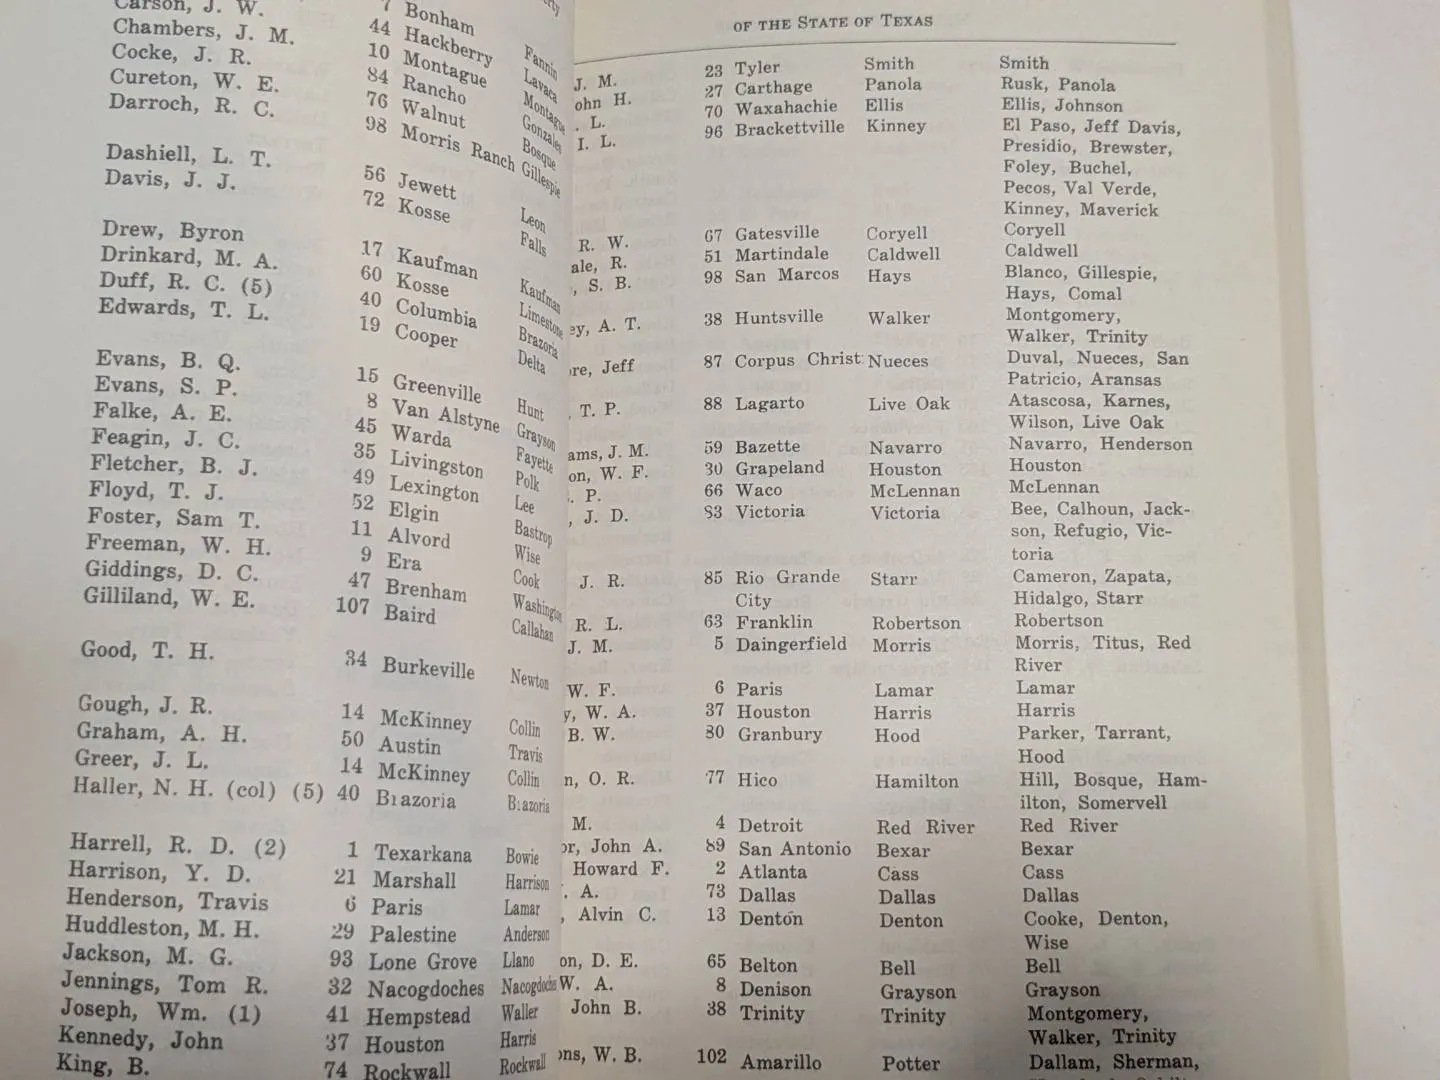 Carson, J. W. 7 Bonham Fannin
Chambers, J. M. 44 Hackberry Lavaca
Cocke, J. R. 10 Montague Montague
Cureton, W. E. 84 Rancho Gonzales
Darroch, R. C. 76 Walnut Bosque
98 Morris Ranch Gillespie
Dashiell, L. T. 56 Jewett Leon
Davis, J. J. 72 Kosse Falls
Drew, Byron 17 Kaufman Kaufman
Drinkard, M. A. 60 Kosse Limestone
Duff, R. C. (5) 40 Columbia Brazoria
Edwards, T. L. 19 Cooper Delta
Evans, B. Q. 15 Greenville Hunt
Evans, S. P. 8 Van Alstyne Grayson
Falke, A. E. 45 Warda Fayette
Feagin, J. C. 35 Livingston Polk
Fletcher, B. J. 49 Lexington Lee
Floyd, T. J. 52 Elgin Bastrop
Foster, Sam T. 11 Alvord Wise
Freeman, W. H. 9 Era Cook
Giddings, D. C. 47 Brenham Washington
Gilliland, W. E. 107 Baird Callahan
Good, T. H. 34 Burkeville Newton
Gough, J. R. 14 McKinney Collin
Graham, A. H. 50 Austin Travis
Greer, J. L. 14 McKinney Collin
Haller, N. H. (col) (5) 40 Brazoria Brazoria
Harrell, R. D. (2) 1 Texarkana Bowie
Harrison, Y. D. 21 Marshall Harrison
Henderson, Travis 6 Paris Lamar
Huddleston, M. H. 29 Palestine Anderson
Jackson, M. G. 93 Lone Grove Llano
Jennings, Tom R. 32 Nacogdoches Nacogdoches
Joseph, Wm. (1) 41 Hempstead Waller
Kennedy, John 37 Houston Harris
King, B. 74 Rockwall Rockwall
OF THE STATE OF TEXAS
J. M. 23 Tyler Smith Smith
ohn H. 27 Carthage Panola Rusk, Panola
. L. 70 Waxahachie Ellis Ellis, Johnson
I. L. 96 Brackettville Kinney El Paso, Jeff Davis,
Presidio, Brewster,
Foley, Buchel,
Pecos, Val Verde,
Kinney, Maverick
R. W. 67 Gatesville Coryell Coryell
ale, R. 51 Martindale Caldwell Caldwell
, S. B. 98 San Marcos Hays Blanco, Gillespie,
Hays, Comal
ey, A. T. 38 Huntsville Walker Montgomery,
Walker, Trinity
re, Jeff 87 Corpus Christ Nueces Duval, Nueces, San
Patricio, Aransas
, T. P. 88 Lagarto Live Oak Atascosa, Karnes,
Wilson, Live Oak
ams, J. M. 59 Bazette Navarro Navarro, Henderson
on, W. F. 30 Grapeland Houston Houston
. P. 66 Waco McLennan McLennan
, J. D. 83 Victoria Victoria Bee, Calhoun, Jack-
son, Refugio, Vic-
toria
J. R. 85 Rio Grande Starr Cameron, Zapata,
City Hidalgo, Starr
R. L. 63 Franklin Robertson Robertson
J. M. 5 Daingerfield Morris Morris, Titus, Red
River
W. F. 6 Paris Lamar Lamar
y, W. A. 37 Houston Harris Harris
B. W. 80 Granbury Hood Parker, Tarrant,
Hood
n, O. R. 77 Hico Hamilton Hill, Bosque, Ham-
ilton, Somervell
M. 4 Detroit Red River Red River
or, John A. 89 San Antonio Bexar Bexar
Howard F. 2 Atlanta Cass Cass
. A. 73 Dallas Dallas Dallas
, Alvin C. 13 Denton Denton Cooke, Denton,
Wise
on, D. E. 65 Belton Bell Bell
W. A. 8 Denison Grayson Grayson
John B. 38 Trinity Trinity Montgomery,
Walker, Trinity
ons, W. B. 102 Amarillo Potter Dallam, Sherman,